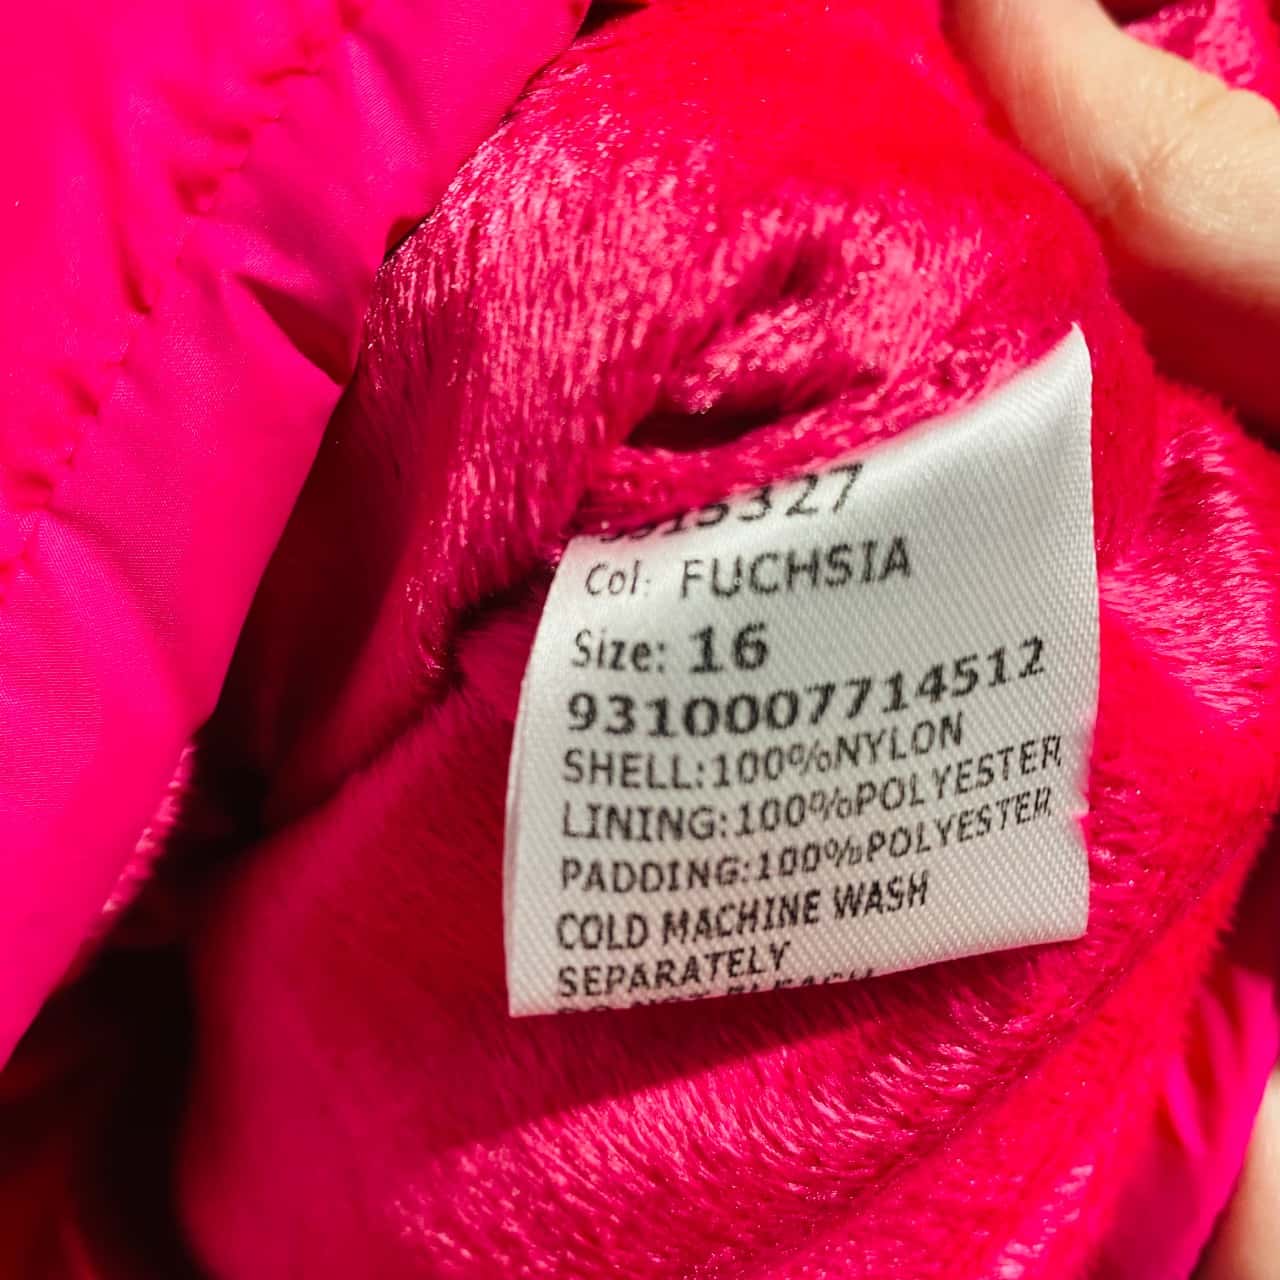 Col: FUCHSIA
Size: 16
9310007714512
SHELL:100%NYLON
LINING:100%POLYESTER
PADDING:100%POLYESTER
COLD MACHINE WASH
SEPARATELY